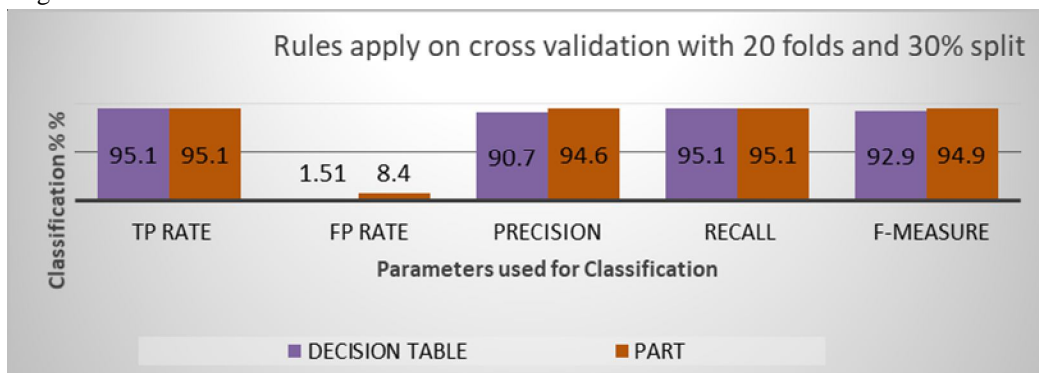 Rules apply on cross validation with 20 folds and 30% split
Classification % %
95.1 95.1 1.51 8.4 90.7 94.6 95.1 95.1 92.9 94.9
TP RATE FP RATE PRECISION RECALL F-MEASURE
Parameters used for Classification
DECISION TABLE PART